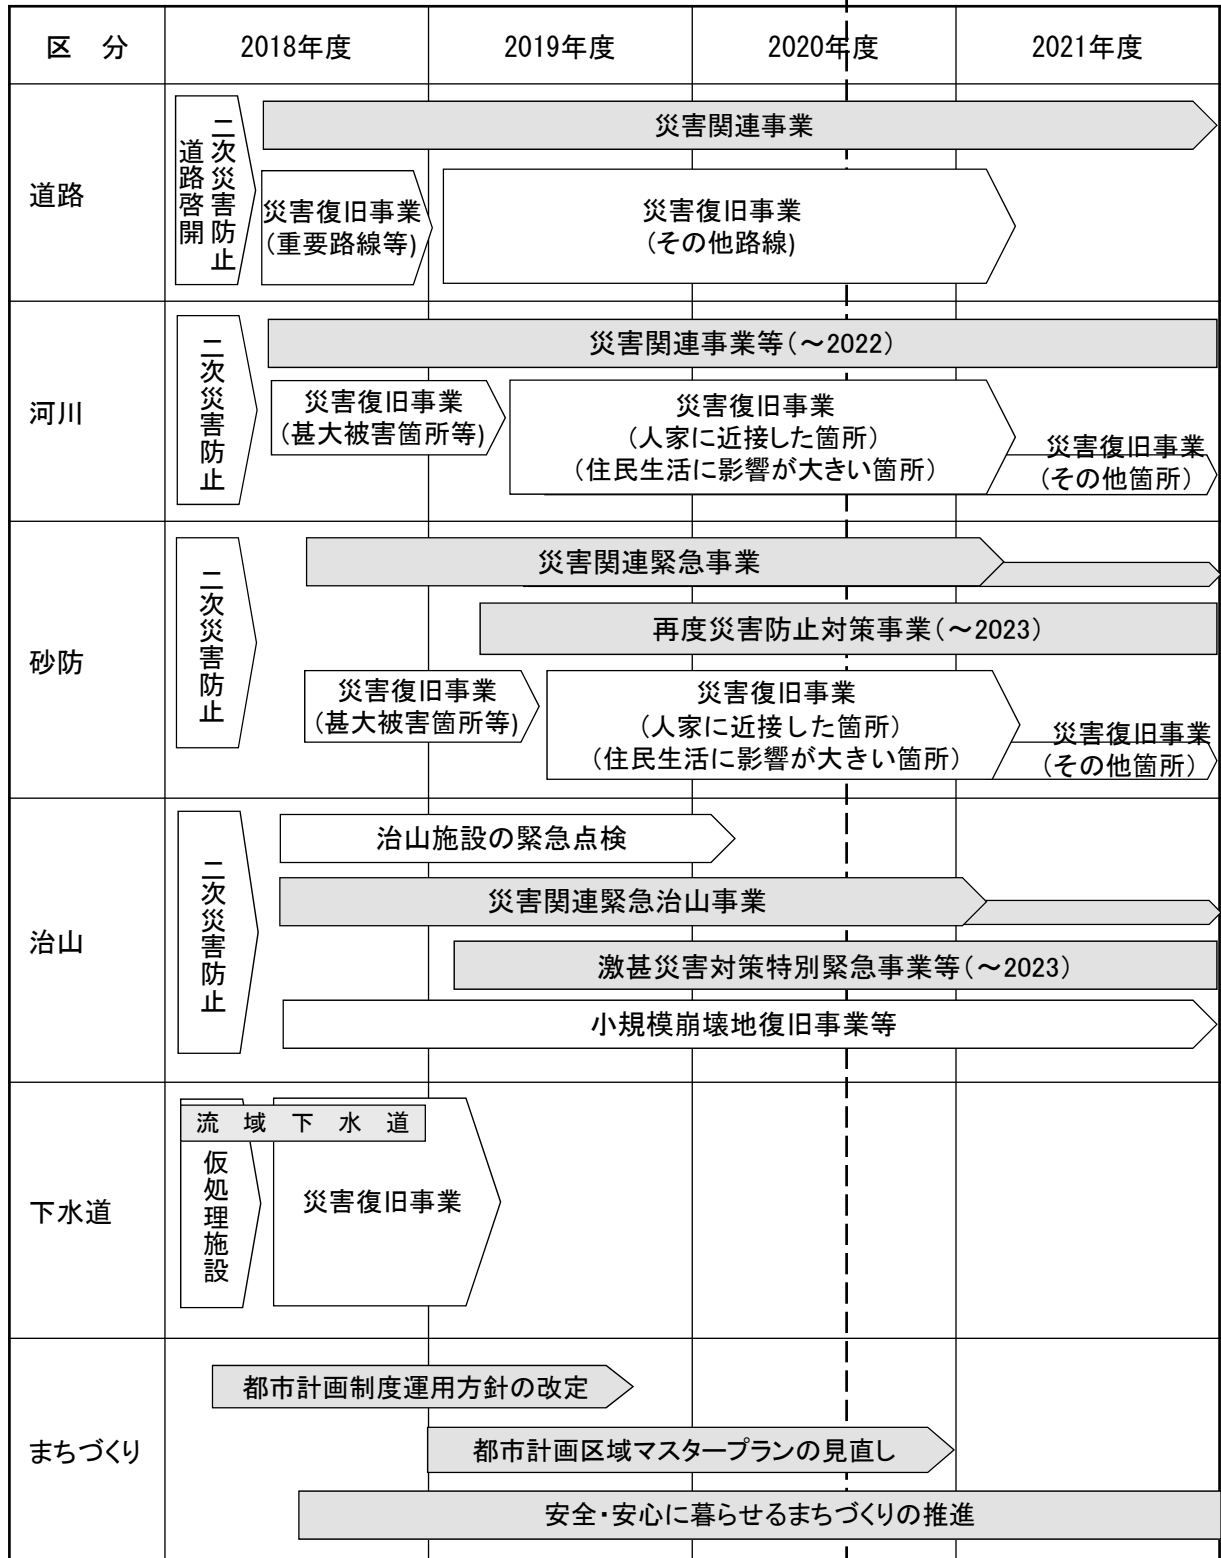 区　分
2018年度
2019年度
2020年度
2021年度
道路
二次災害防止
道路啓開
災害関連事業
災害復旧事業
(重要路線等)
災害復旧事業
(その他路線)
河川
二次災害防止
災害関連事業等(～2022)
災害復旧事業
(甚大被害箇所等)
災害復旧事業
(人家に近接した箇所)
(住民生活に影響が大きい箇所)
災害復旧事業
(その他箇所)
砂防
二次災害防止
災害関連緊急事業
再度災害防止対策事業(～2023)
災害復旧事業
(甚大被害箇所等)
災害復旧事業
(人家に近接した箇所)
(住民生活に影響が大きい箇所)
災害復旧事業
(その他箇所)
治山
二次災害防止
治山施設の緊急点検
災害関連緊急治山事業
激甚災害対策特別緊急事業等(～2023)
小規模崩壊地復旧事業等
下水道
流　域　下　水　道
仮処理施設
災害復旧事業
まちづくり
都市計画制度運用方針の改定
都市計画区域マスタープランの見直し
安全・安心に暮らせるまちづくりの推進